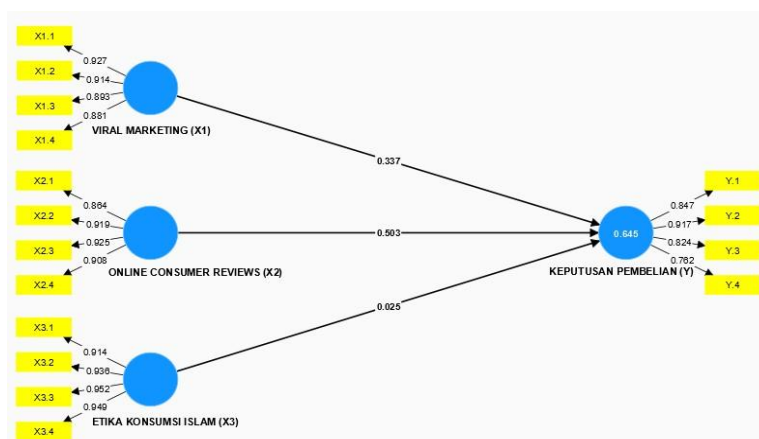 X1.1
0.927
X1.2
0.914
X1.3
0.893
0.881
X1.4
VIRAL MARKETING (X1)
0.337
X2.1
0.864
X2.2
0.919
X2.3
0.925
0.908
X2.4
ONLINE CONSUMER REVIEWS (X2)
0.503
X3.1
0.914
X3.2
0.936
X3.3
0.952
0.949
X3.4
ETIKA KONSUMSI ISLAM (X3)
0.025
0.645
KEPUTUSAN PEMBELIAN (Y)
Y.1
0.847
Y.2
0.917
Y.3
0.824
0.762
Y.4